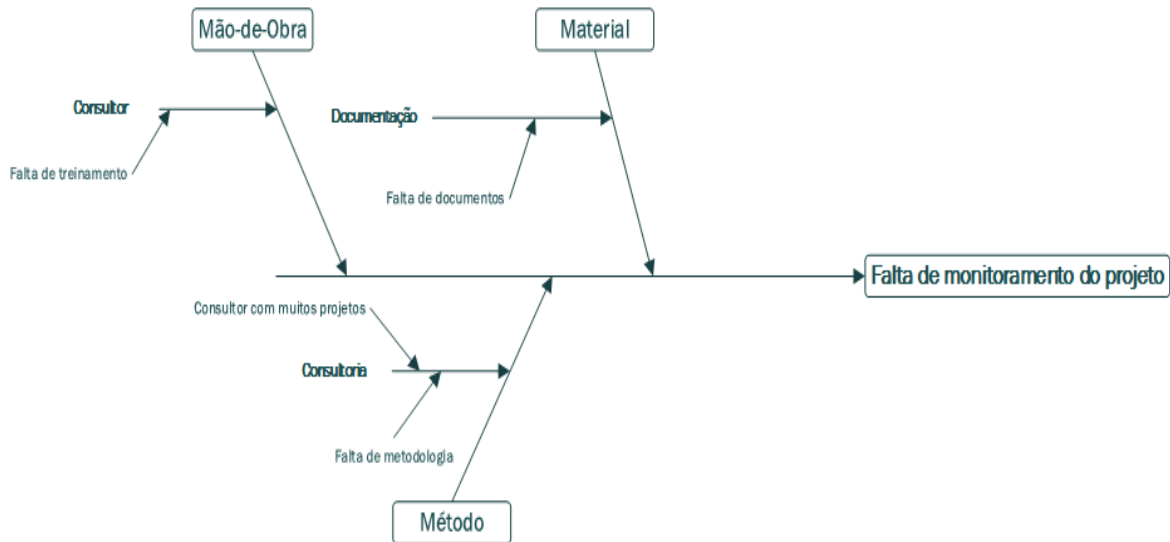 Mão-de-Obra
Material
Consultor
Documentação
Falta de treinamento
Falta de documentos
Falta de monitoramento do projeto
Consultor com muitos projetos
Consultoria
Falta de metodologia
Método